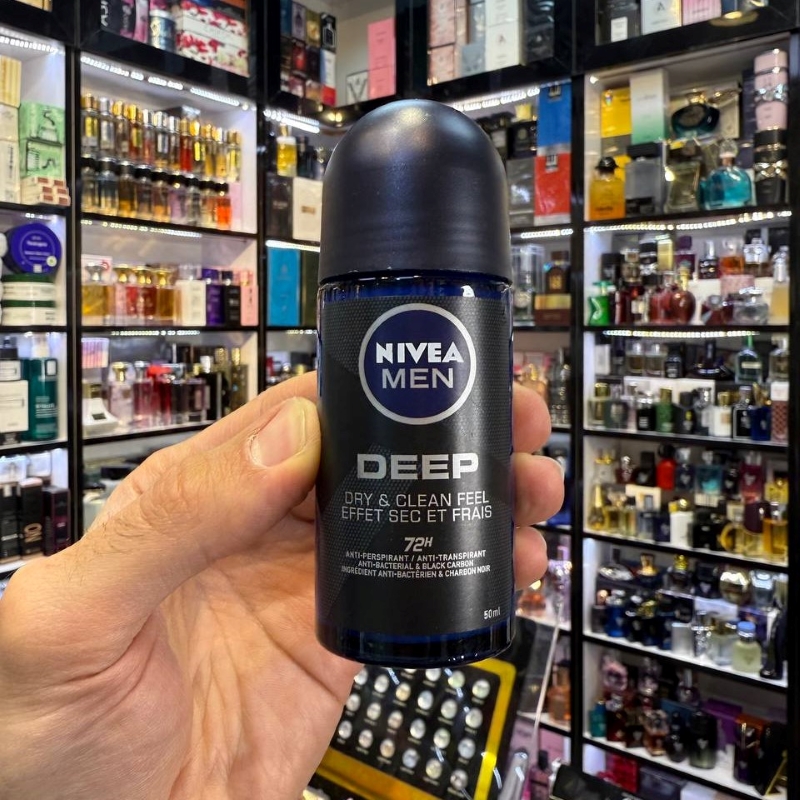 NIVEA
MEN
DEEP
DRY & CLEAN FEEL
EFFET SEC ET FRAIS
72H
ANTI-PERSPIRANT / ANTI-TRANSPIRANT
ANTI-BACTERIAL & BLACK CARBON
INGRÉDIENT ANTI-BACTÉRIEN & CHARBON NOIR
50ml